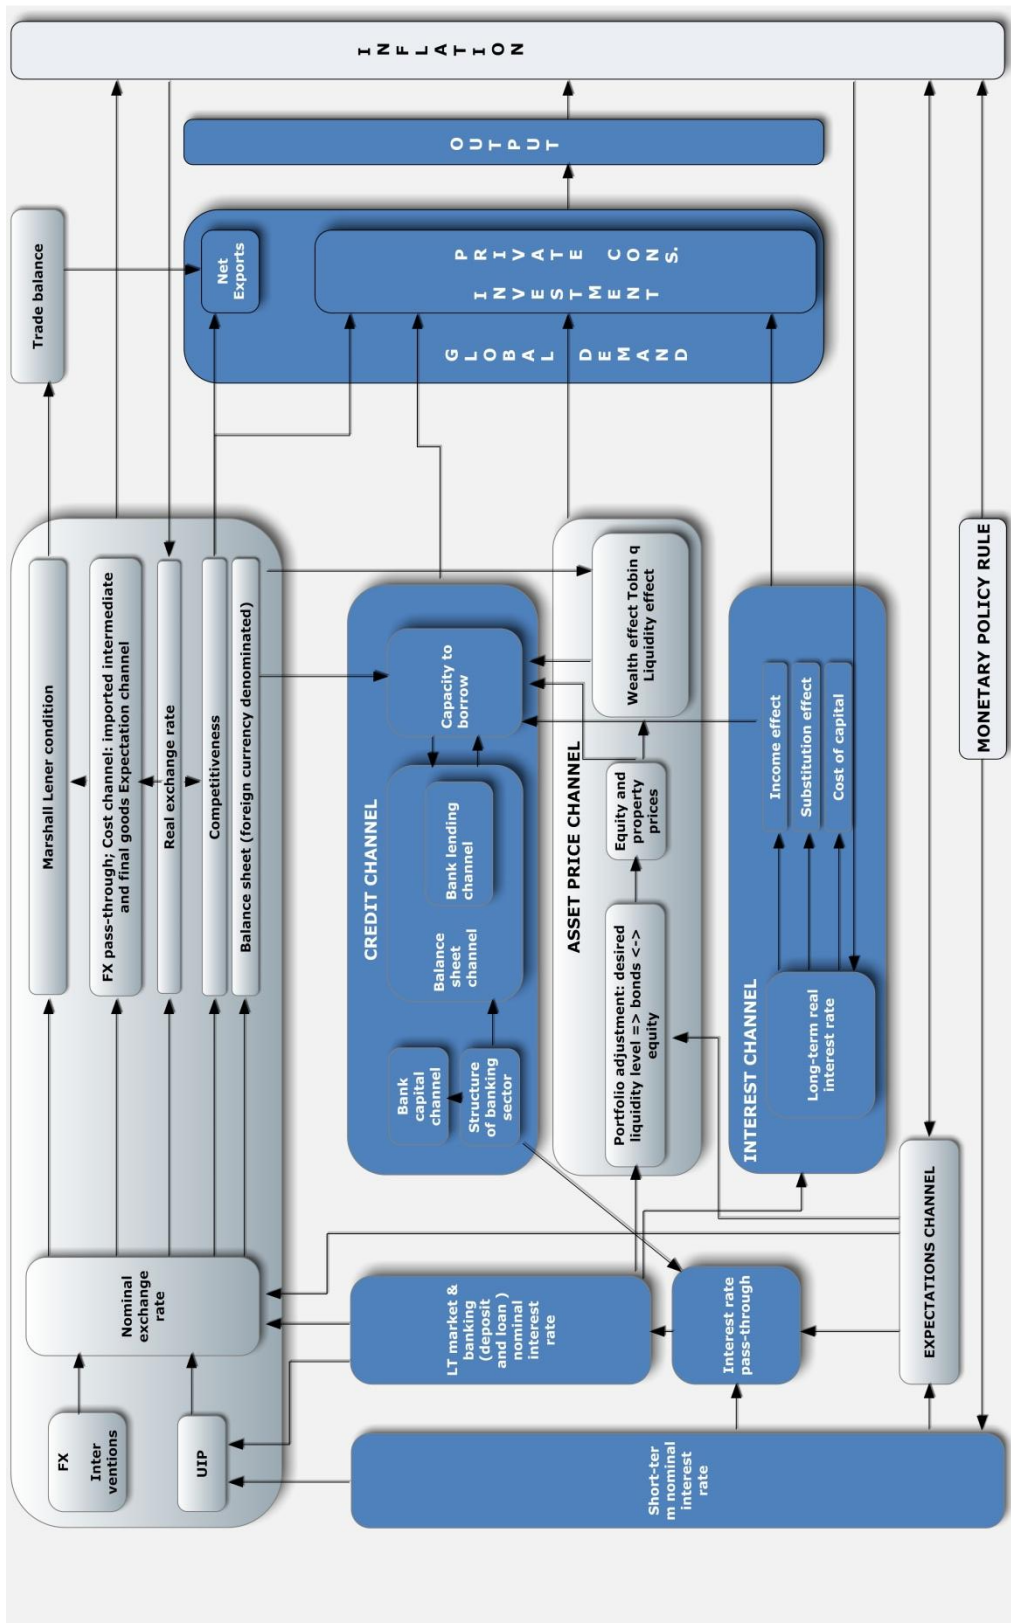 FX
Inter
ventions
UIP
Nominal
exchange
rate
Marshall Lener condition
FX pass-through; Cost channel: imported intermediate
and final goods Expectation channel
Real exchange rate
Competitiveness
Balance sheet (foreign currency denominated)
Trade balance
Short-ter
m nominal
interest
rate
LT market &
banking
(deposit
and loan )
nominal
interest
rate
Interest rate
pass-through
EXPECTATIONS CHANNEL
CREDIT CHANNEL
Bank
capital
channel
Structure
of banking
sector
Balance
sheet
channel
Bank lending
channel
Capacity to
borrow
ASSET PRICE CHANNEL
Portfolio adjustment: desired
liquidity level => bonds <->
equity
Equity and
property
prices
Wealth effect Tobin q
Liquidity effect
INTEREST CHANNEL
Long-term real
interest rate
Income effect
Substitution effect
Cost of capital
MONETARY POLICY RULE
GLOBAL DEMAND
Net
Exports
INVESTMENT
PRIVATE CONS.
OUTPUT
INFLATION